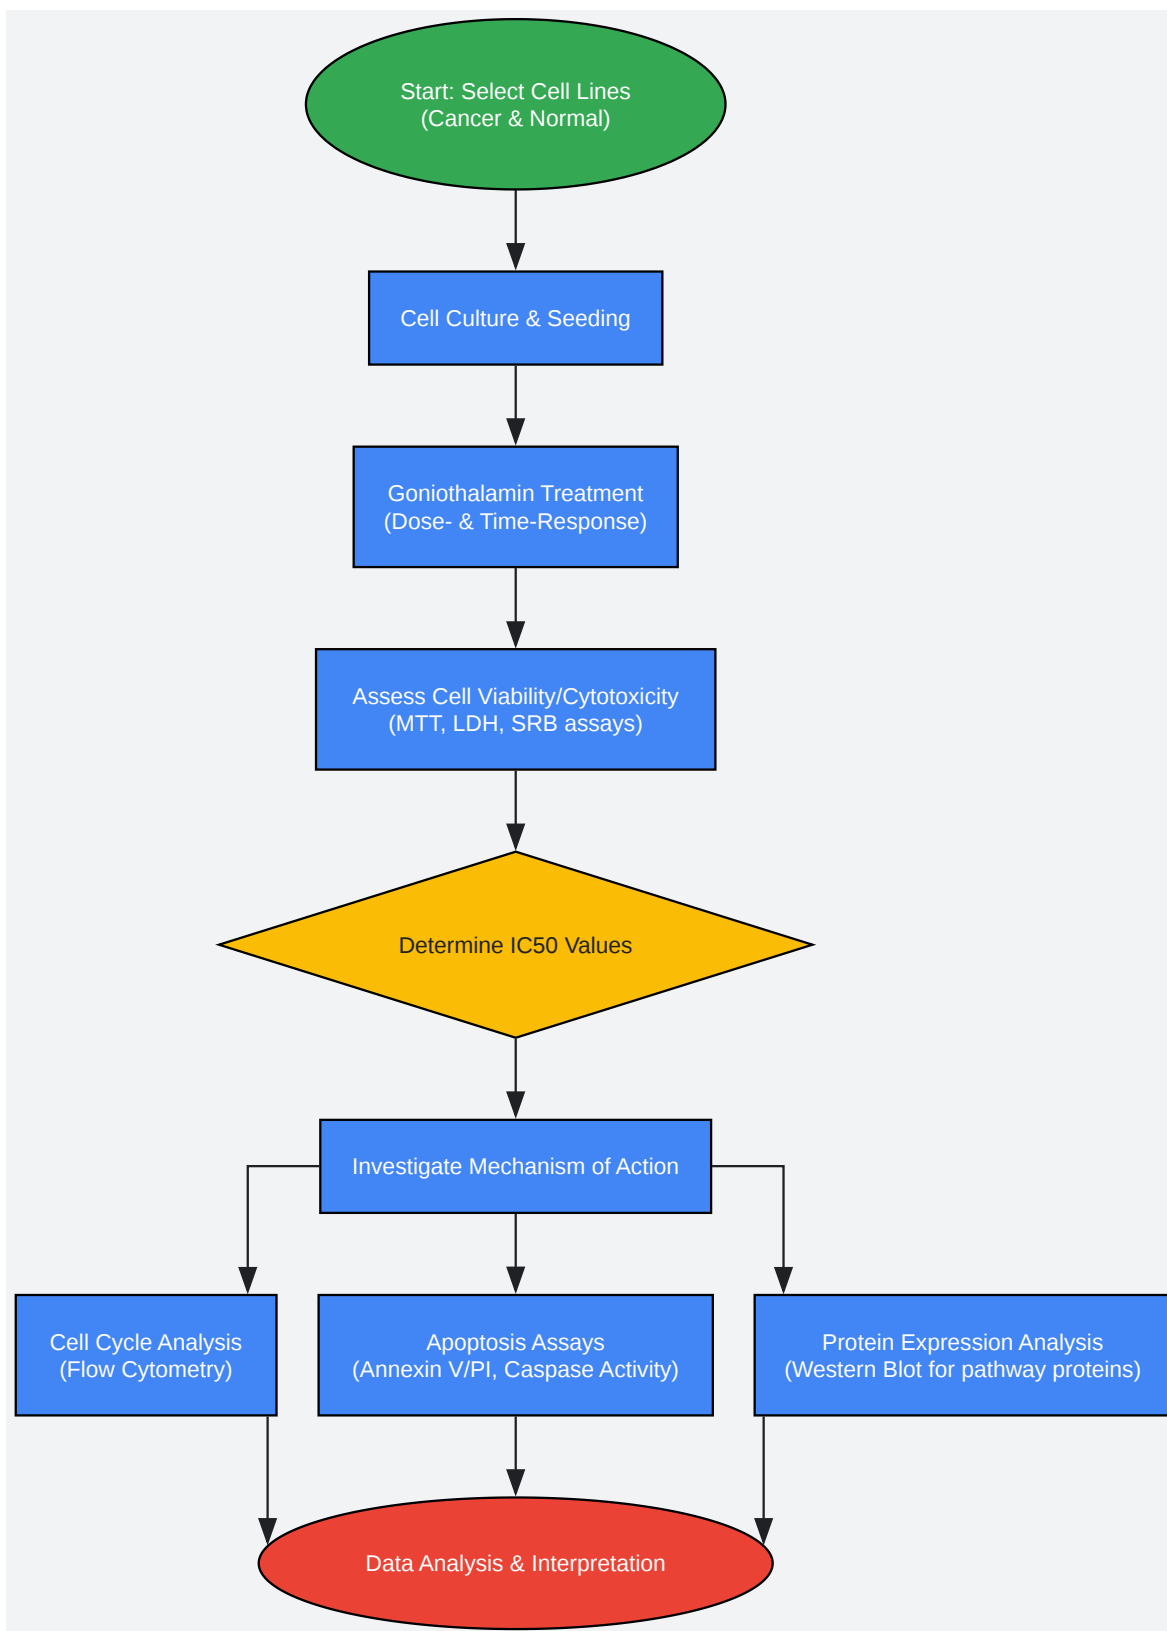 Start: Select Cell Lines
(Cancer & Normal)
Cell Culture & Seeding
Goniothalamin Treatment
(Dose- & Time-Response)
Assess Cell Viability/Cytotoxicity
(MTT, LDH, SRB assays)
Determine IC50 Values
Investigate Mechanism of Action
Cell Cycle Analysis
(Flow Cytometry)
Apoptosis Assays
(Annexin V/PI, Caspase Activity)
Protein Expression Analysis
(Western Blot for pathway proteins)
Data Analysis & Interpretation